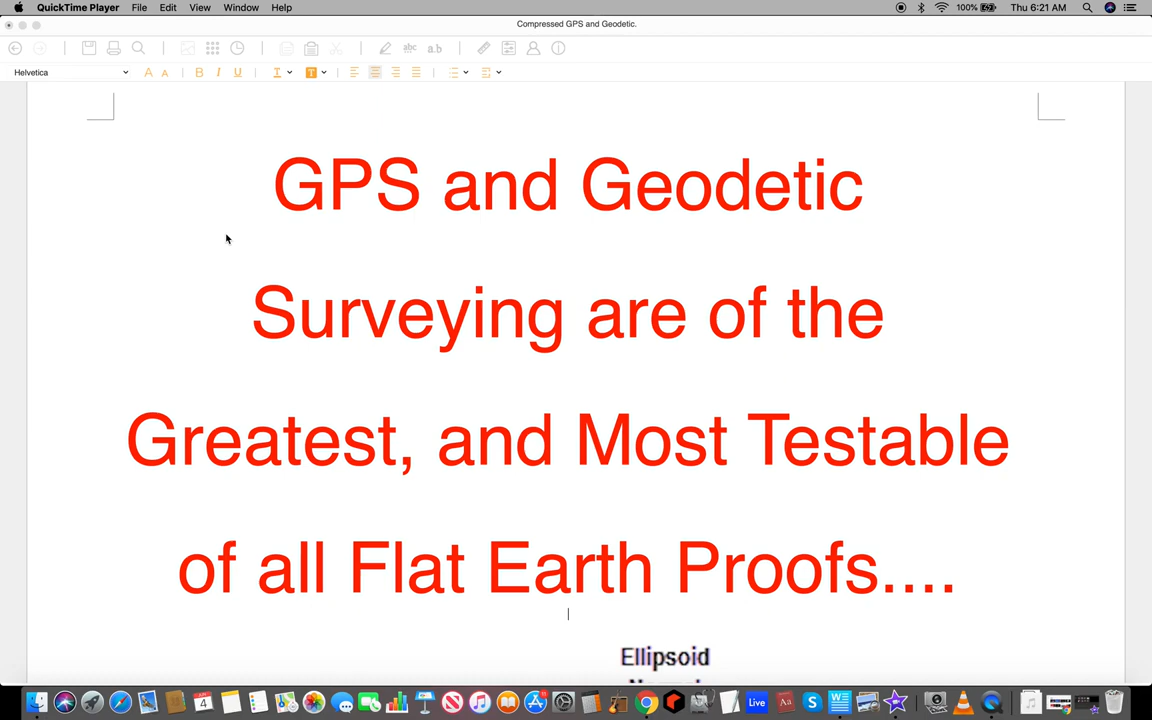 QuickTime Player File Edit View Window Help 100% Thu 6:21 AM
Compressed GPS and Geodetic.
abc a.b
Helvetica A A B I U T T
GPS and Geodetic
Surveying are of the
Greatest, and Most Testable
of all Flat Earth Proofs....
Ellipsoid